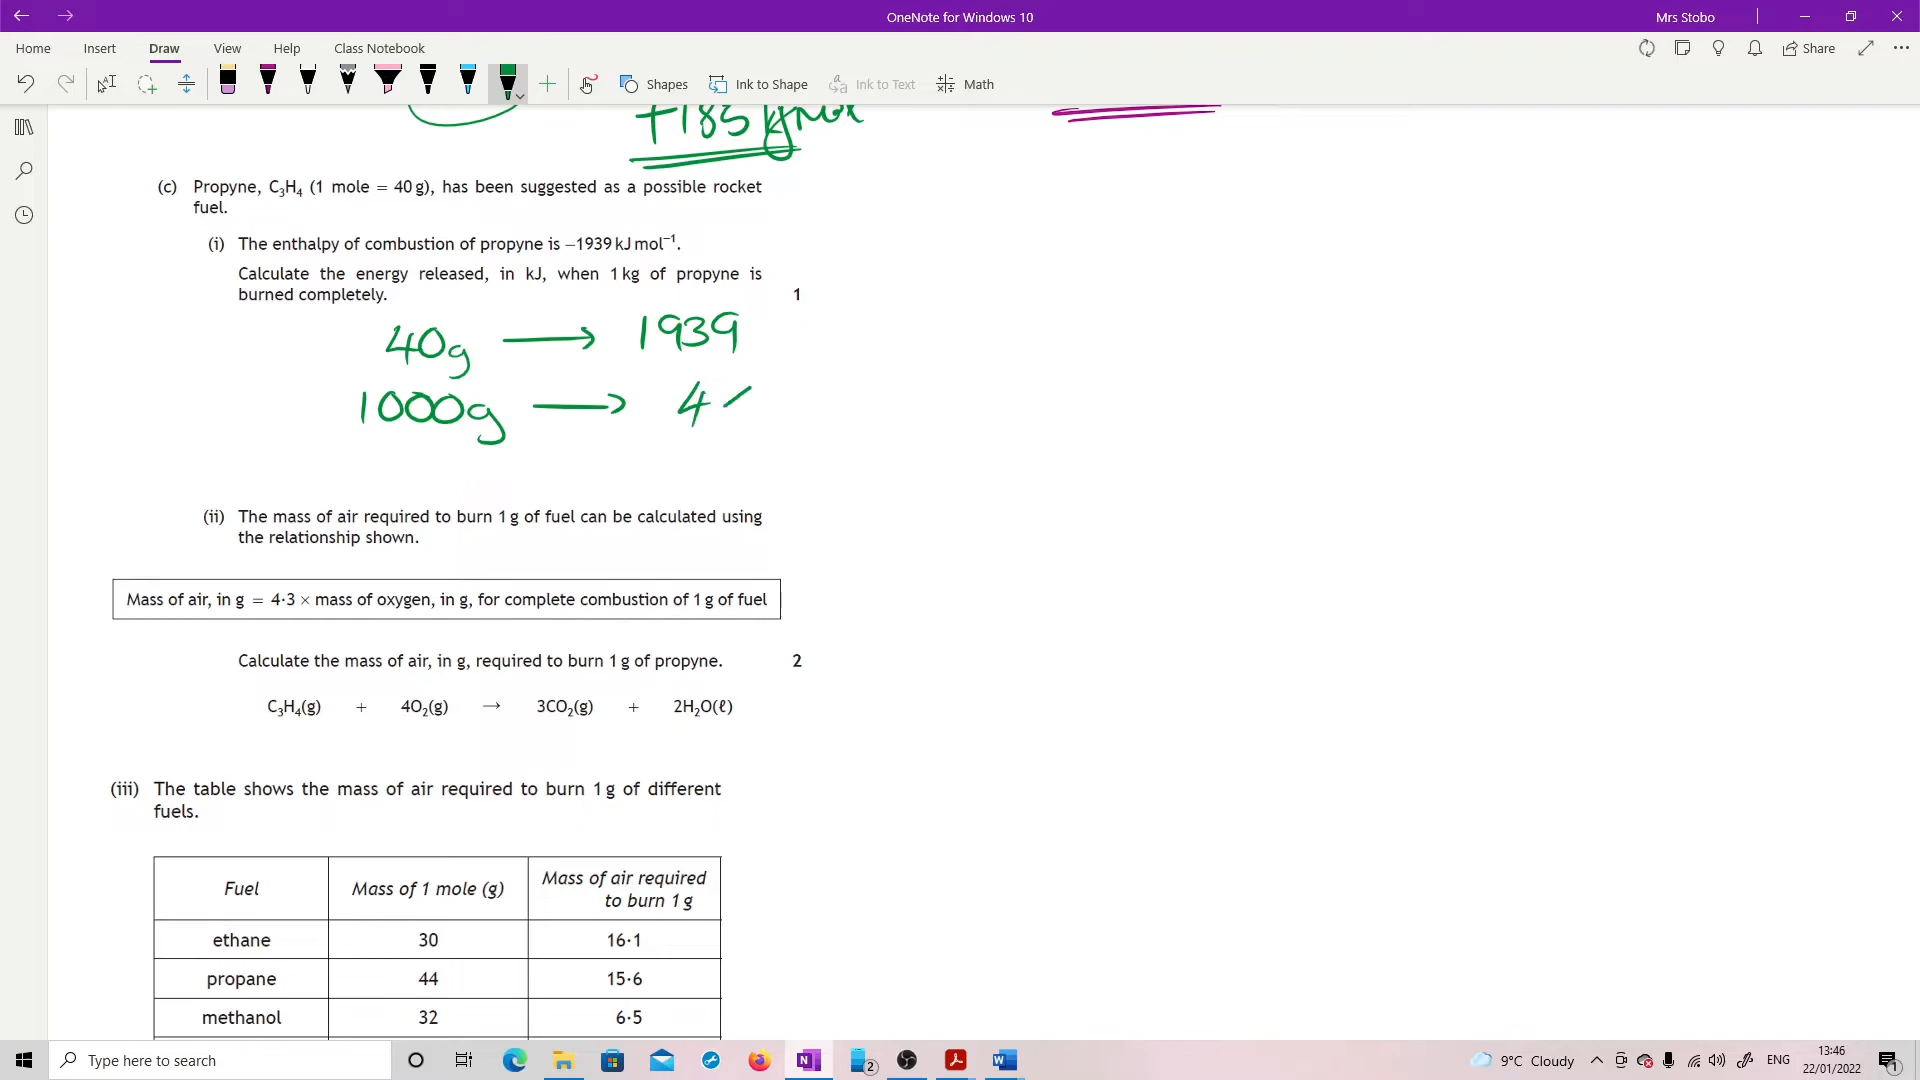 OneNote for Windows 10
Mrs Stobo
Home Insert Draw View Help Class Notebook
Share
Shapes Ink to Shape Ink to Text Math
+185 kJ mol
(c) Propyne, C₃H₄ (1 mole = 40 g), has been suggested as a possible rocket
fuel.
(i) The enthalpy of combustion of propyne is −1939 kJ mol⁻¹.
Calculate the energy released, in kJ, when 1 kg of propyne is
burned completely. 1
40g → 1939
1000g → 4
(ii) The mass of air required to burn 1 g of fuel can be calculated using
the relationship shown.
Mass of air, in g = 4·3 × mass of oxygen, in g, for complete combustion of 1 g of fuel
Calculate the mass of air, in g, required to burn 1 g of propyne. 2
C₃H₄(g) + 4O₂(g) → 3CO₂(g) + 2H₂O(ℓ)
(iii) The table shows the mass of air required to burn 1 g of different
fuels.
Fuel Mass of 1 mole (g) Mass of air required
to burn 1 g
ethane 30 16·1
propane 44 15·6
methanol 32 6·5
Type here to search
2
9°C Cloudy
ENG
13:46
22/01/2022
1